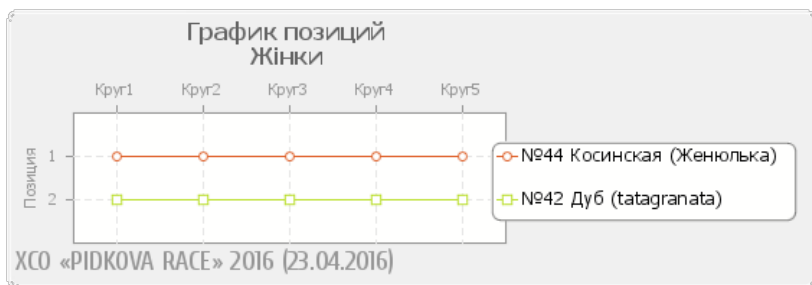 График позиций
Жінки
Круг1 Круг2 Круг3 Круг4 Круг5
Позиция
1
2
№44 Косинская (Женюлька)
№42 Дуб (tatagranata)
XCO «PIDKOVA RACE» 2016 (23.04.2016)